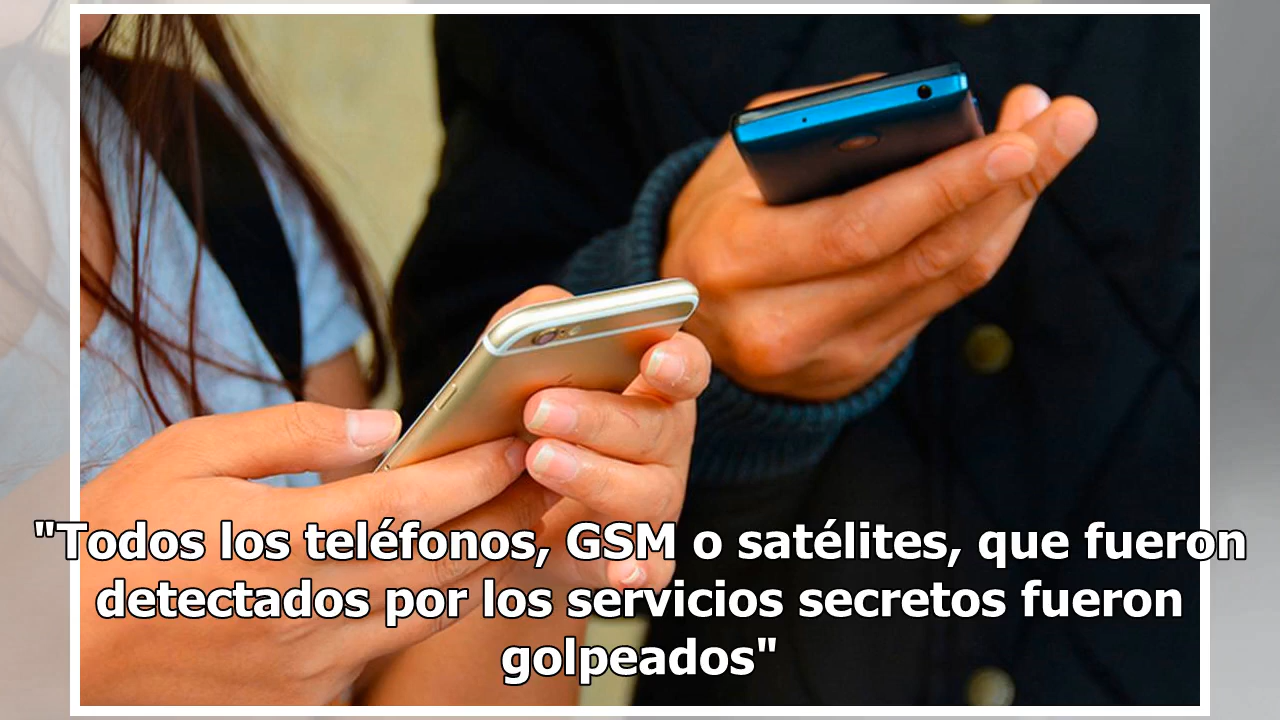 "Todos los teléfonos, GSM o satélites, que fueron
detectados por los servicios secretos fueron
golpeados"